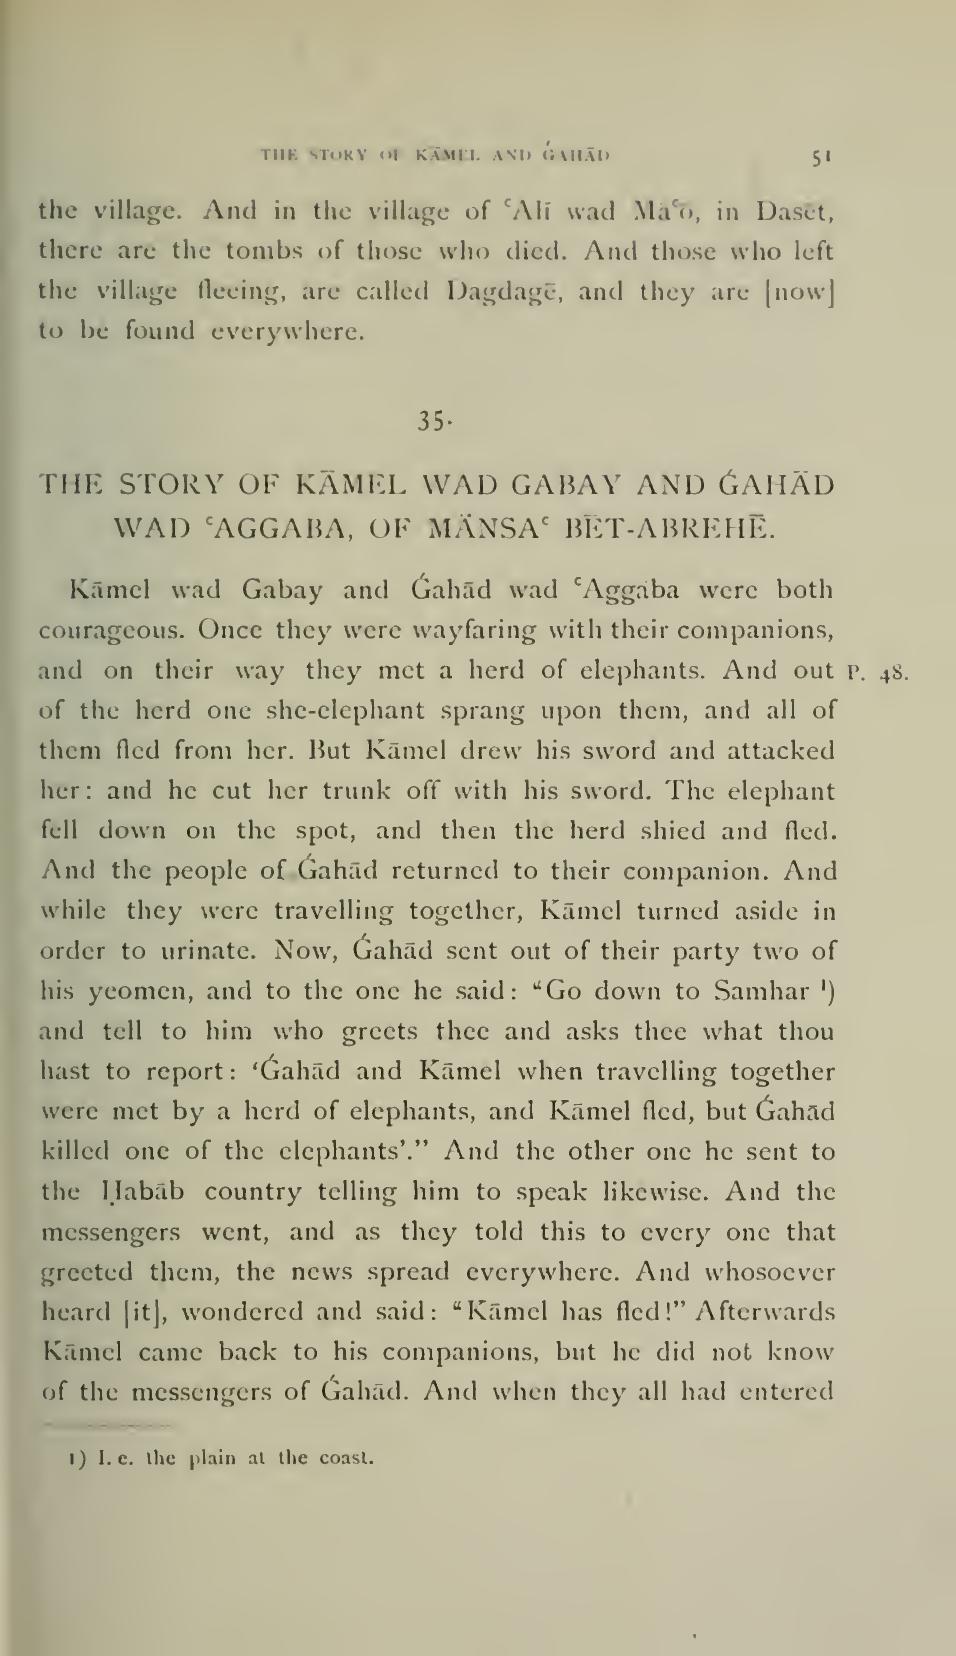 THE STORY OF KĀMEL AND ǴAHĀD 51
the village. And in the village of ʿAlī wad Māʿō, in Daset,
there are the tombs of those who died. And those who left
the village fleeing, are called Dagdagē, and they are [now]
to be found everywhere.
35.
THE STORY OF KĀMEL WAD GABAY AND ǴAHĀD
WAD ʿAGGABA, OF MÄNSAʿ BĒT-ABREHĒ.
Kāmel wad Gabay and Ǵahād wad ʿAggaba were both
courageous. Once they were wayfaring with their companions,
and on their way they met a herd of elephants. And out P. 48.
of the herd one she-elephant sprang upon them, and all of
them fled from her. But Kāmel drew his sword and attacked
her: and he cut her trunk off with his sword. The elephant
fell down on the spot, and then the herd shied and fled.
And the people of Ǵahād returned to their companion. And
while they were travelling together, Kāmel turned aside in
order to urinate. Now, Ǵahād sent out of their party two of
his yeomen, and to the one he said: “Go down to Samhar ¹)
and tell to him who greets thee and asks thee what thou
hast to report: ‘Ǵahād and Kāmel when travelling together
were met by a herd of elephants, and Kāmel fled, but Ǵahād
killed one of the elephants’.” And the other one he sent to
the Ḥabāb country telling him to speak likewise. And the
messengers went, and as they told this to every one that
greeted them, the news spread everywhere. And whosoever
heard [it], wondered and said: “Kāmel has fled!” Afterwards
Kāmel came back to his companions, but he did not know
of the messengers of Ǵahād. And when they all had entered
1) I. e. the plain at the coast.